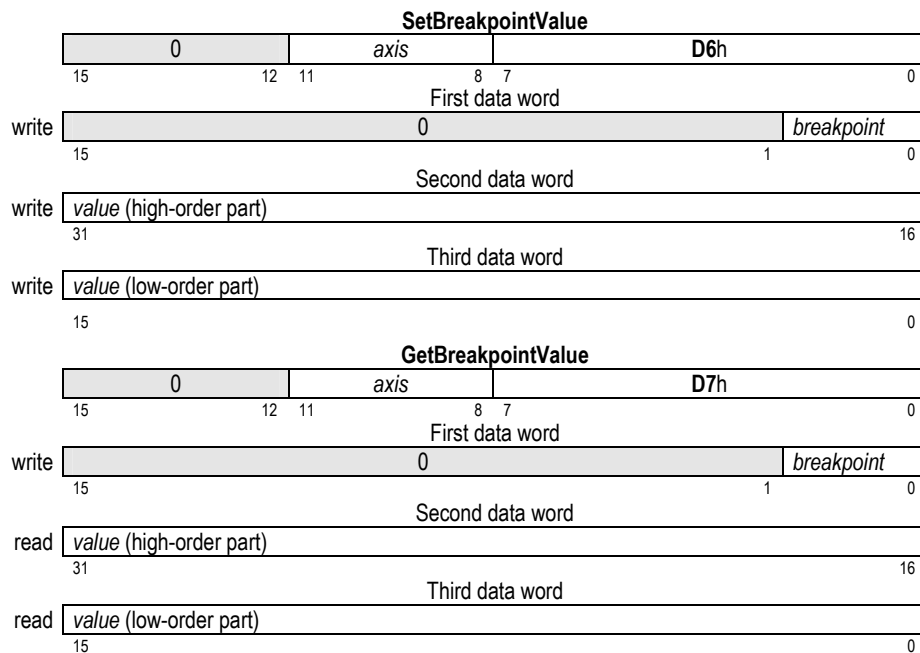 SetBreakpointValue
0 axis D6h
15 12 11 8 7 0
First data word
write 0 breakpoint
15 1 0
Second data word
write value (high-order part)
31 16
Third data word
write value (low-order part)
15 0
GetBreakpointValue
0 axis D7h
15 12 11 8 7 0
First data word
write 0 breakpoint
15 1 0
Second data word
read value (high-order part)
31 16
Third data word
read value (low-order part)
15 0